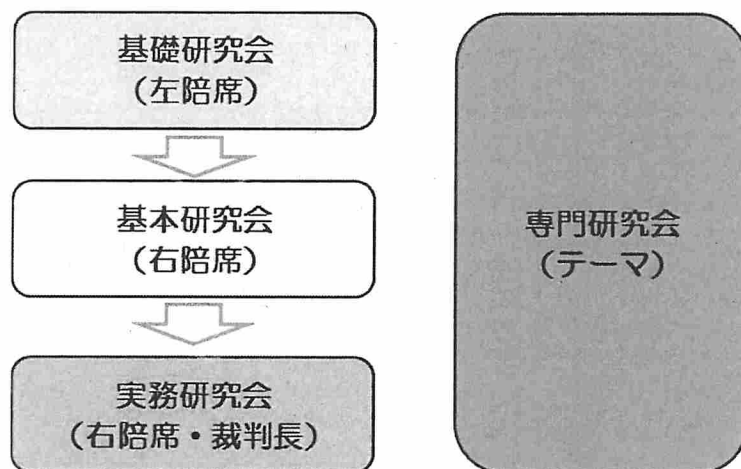 基礎研究会
（左陪席）
基本研究会
（右陪席）
実務研究会
（右陪席・裁判長）
専門研究会
（テーマ）